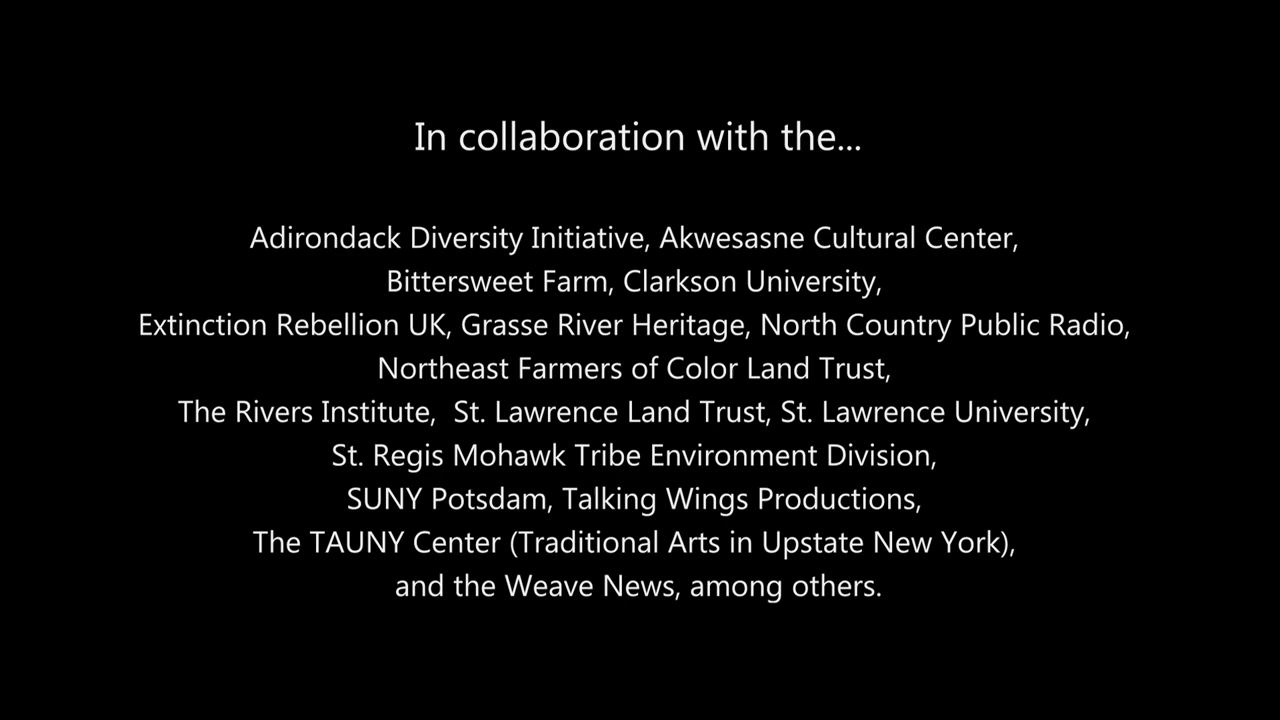 In collaboration with the...
Adirondack Diversity Initiative, Akwesasne Cultural Center,
Bittersweet Farm, Clarkson University,
Extinction Rebellion UK, Grasse River Heritage, North Country Public Radio,
Northeast Farmers of Color Land Trust,
The Rivers Institute,  St. Lawrence Land Trust, St. Lawrence University,
St. Regis Mohawk Tribe Environment Division,
SUNY Potsdam, Talking Wings Productions,
The TAUNY Center (Traditional Arts in Upstate New York),
and the Weave News, among others.